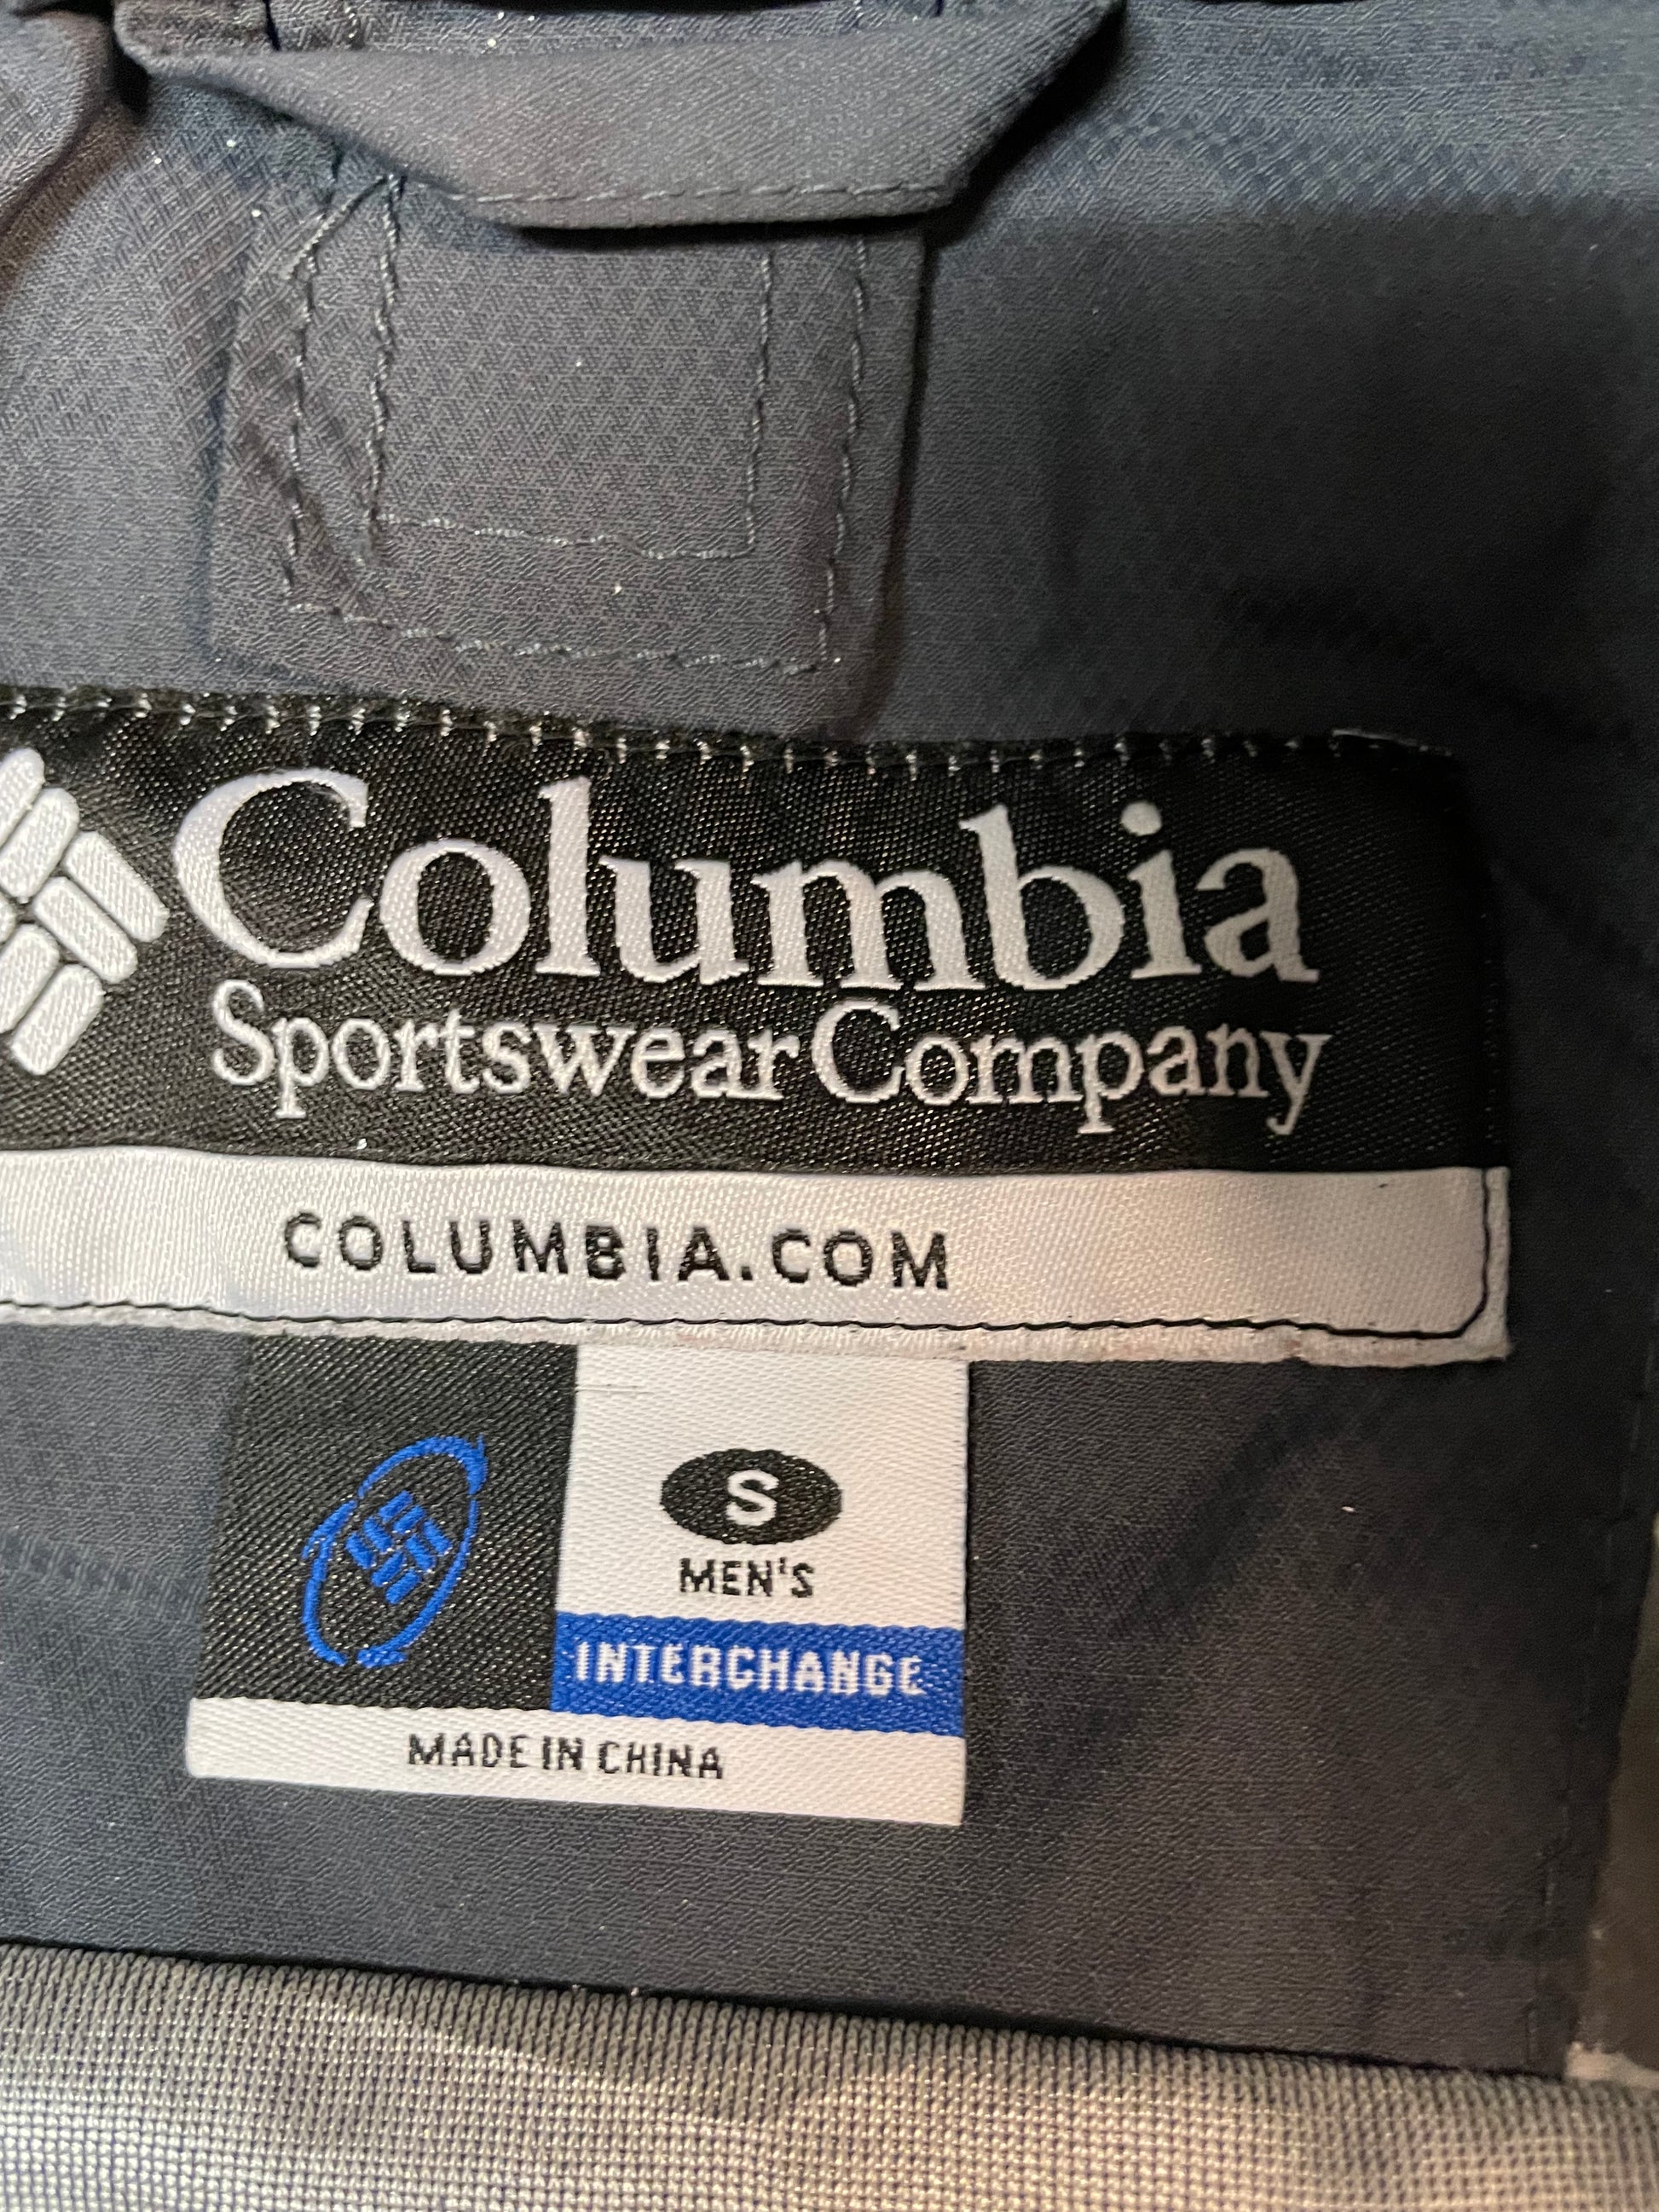 Columbia
Sportswear Company
COLUMBIA.COM
S
MEN'S
INTERCHANGE
MADE IN CHINA